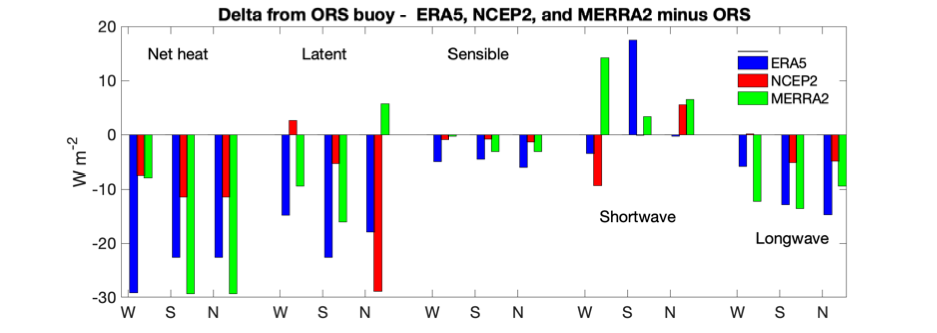 Delta from ORS buoy - ERA5, NCEP2, and MERRA2 minus ORS
20
10
0
-10
-20
-30
W m-2
Net heat
Latent
Sensible
Shortwave
Longwave
ERA5
NCEP2
MERRA2
W S N W S N W S N W S N W S N